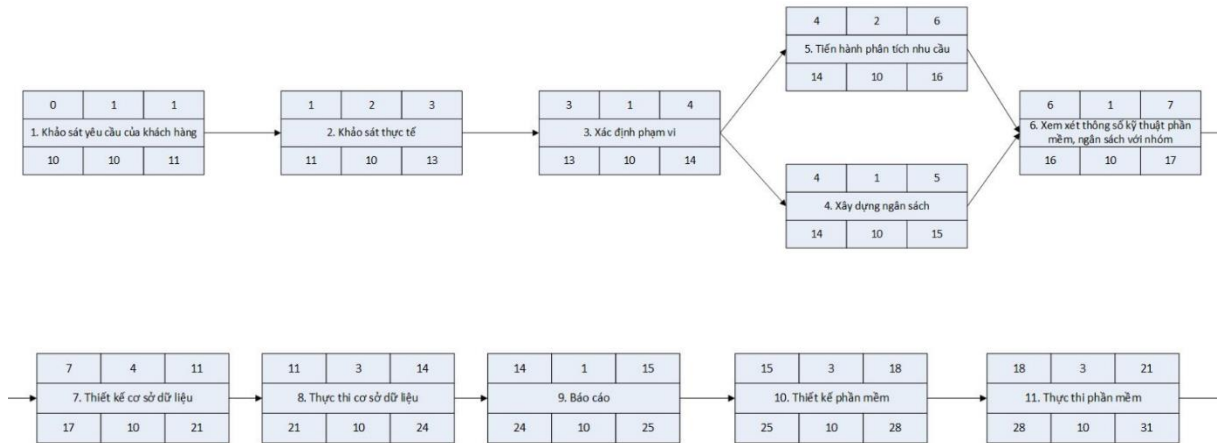 4 2 6
5. Tiến hành phân tích nhu cầu
14 10 16
0 1 1
1. Khảo sát yêu cầu của khách hàng
10 10 11
1 2 3
2. Khảo sát thực tế
11 10 13
3 1 4
3. Xác định phạm vi
13 10 14
6 1 7
6. Xem xét thông số kỹ thuật phần
mềm, ngân sách với nhóm
16 10 17
4 1 5
4. Xây dựng ngân sách
14 10 15
7 4 11
7. Thiết kế cơ sở dữ liệu
17 10 21
11 3 14
8. Thực thi cơ sở dữ liệu
21 10 24
14 1 15
9. Báo cáo
24 10 25
15 3 18
10. Thiết kế phần mềm
25 10 28
18 3 21
11. Thực thi phần mềm
28 10 31